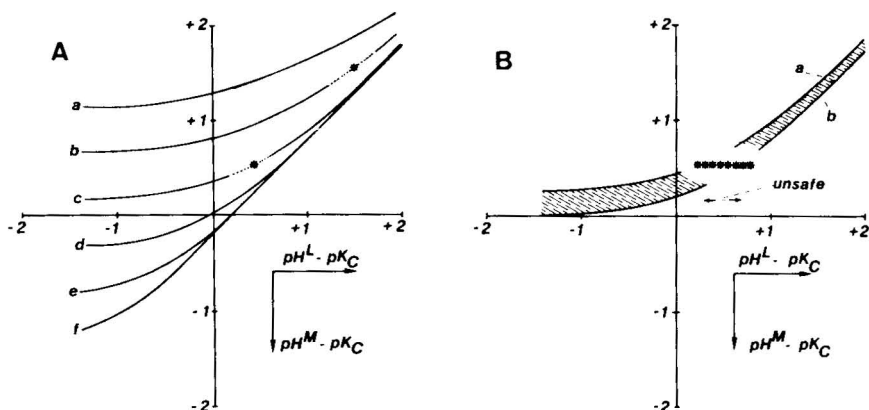 A
+2
+1
a
b
c
d
e
f
-2
-1
+1
+2
-1
-2
pH^L - pK_C
pH^M - pK_C
B
+2
+1
a
b
unsafe
-2
-1
+1
+2
-1
-2
pH^L - pK_C
pH^M - pK_C